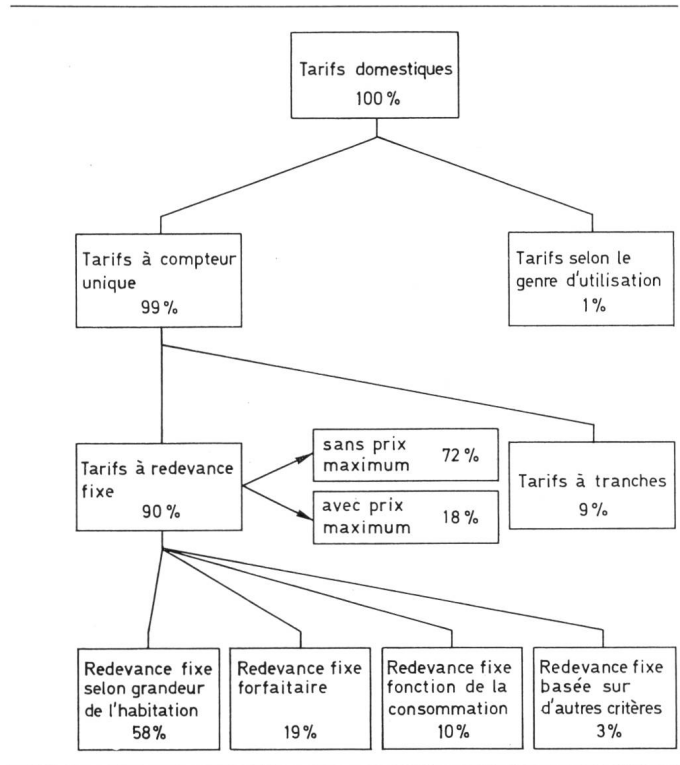 Tarifs domestiques
100 %
Tarifs à compteur
unique
99 %
Tarifs selon le
genre d'utilisation
1 %
Tarifs à redevance
fixe
90 %
sans prix
maximum 72 %
avec prix
maximum 18 %
Tarifs à tranches
9 %
Redevance fixe
selon grandeur
de l'habitation
58 %
Redevance fixe
forfaitaire
19 %
Redevance fixe
fonction de la
consommation
10 %
Redevance fixe
basée sur
d'autres critères
3 %